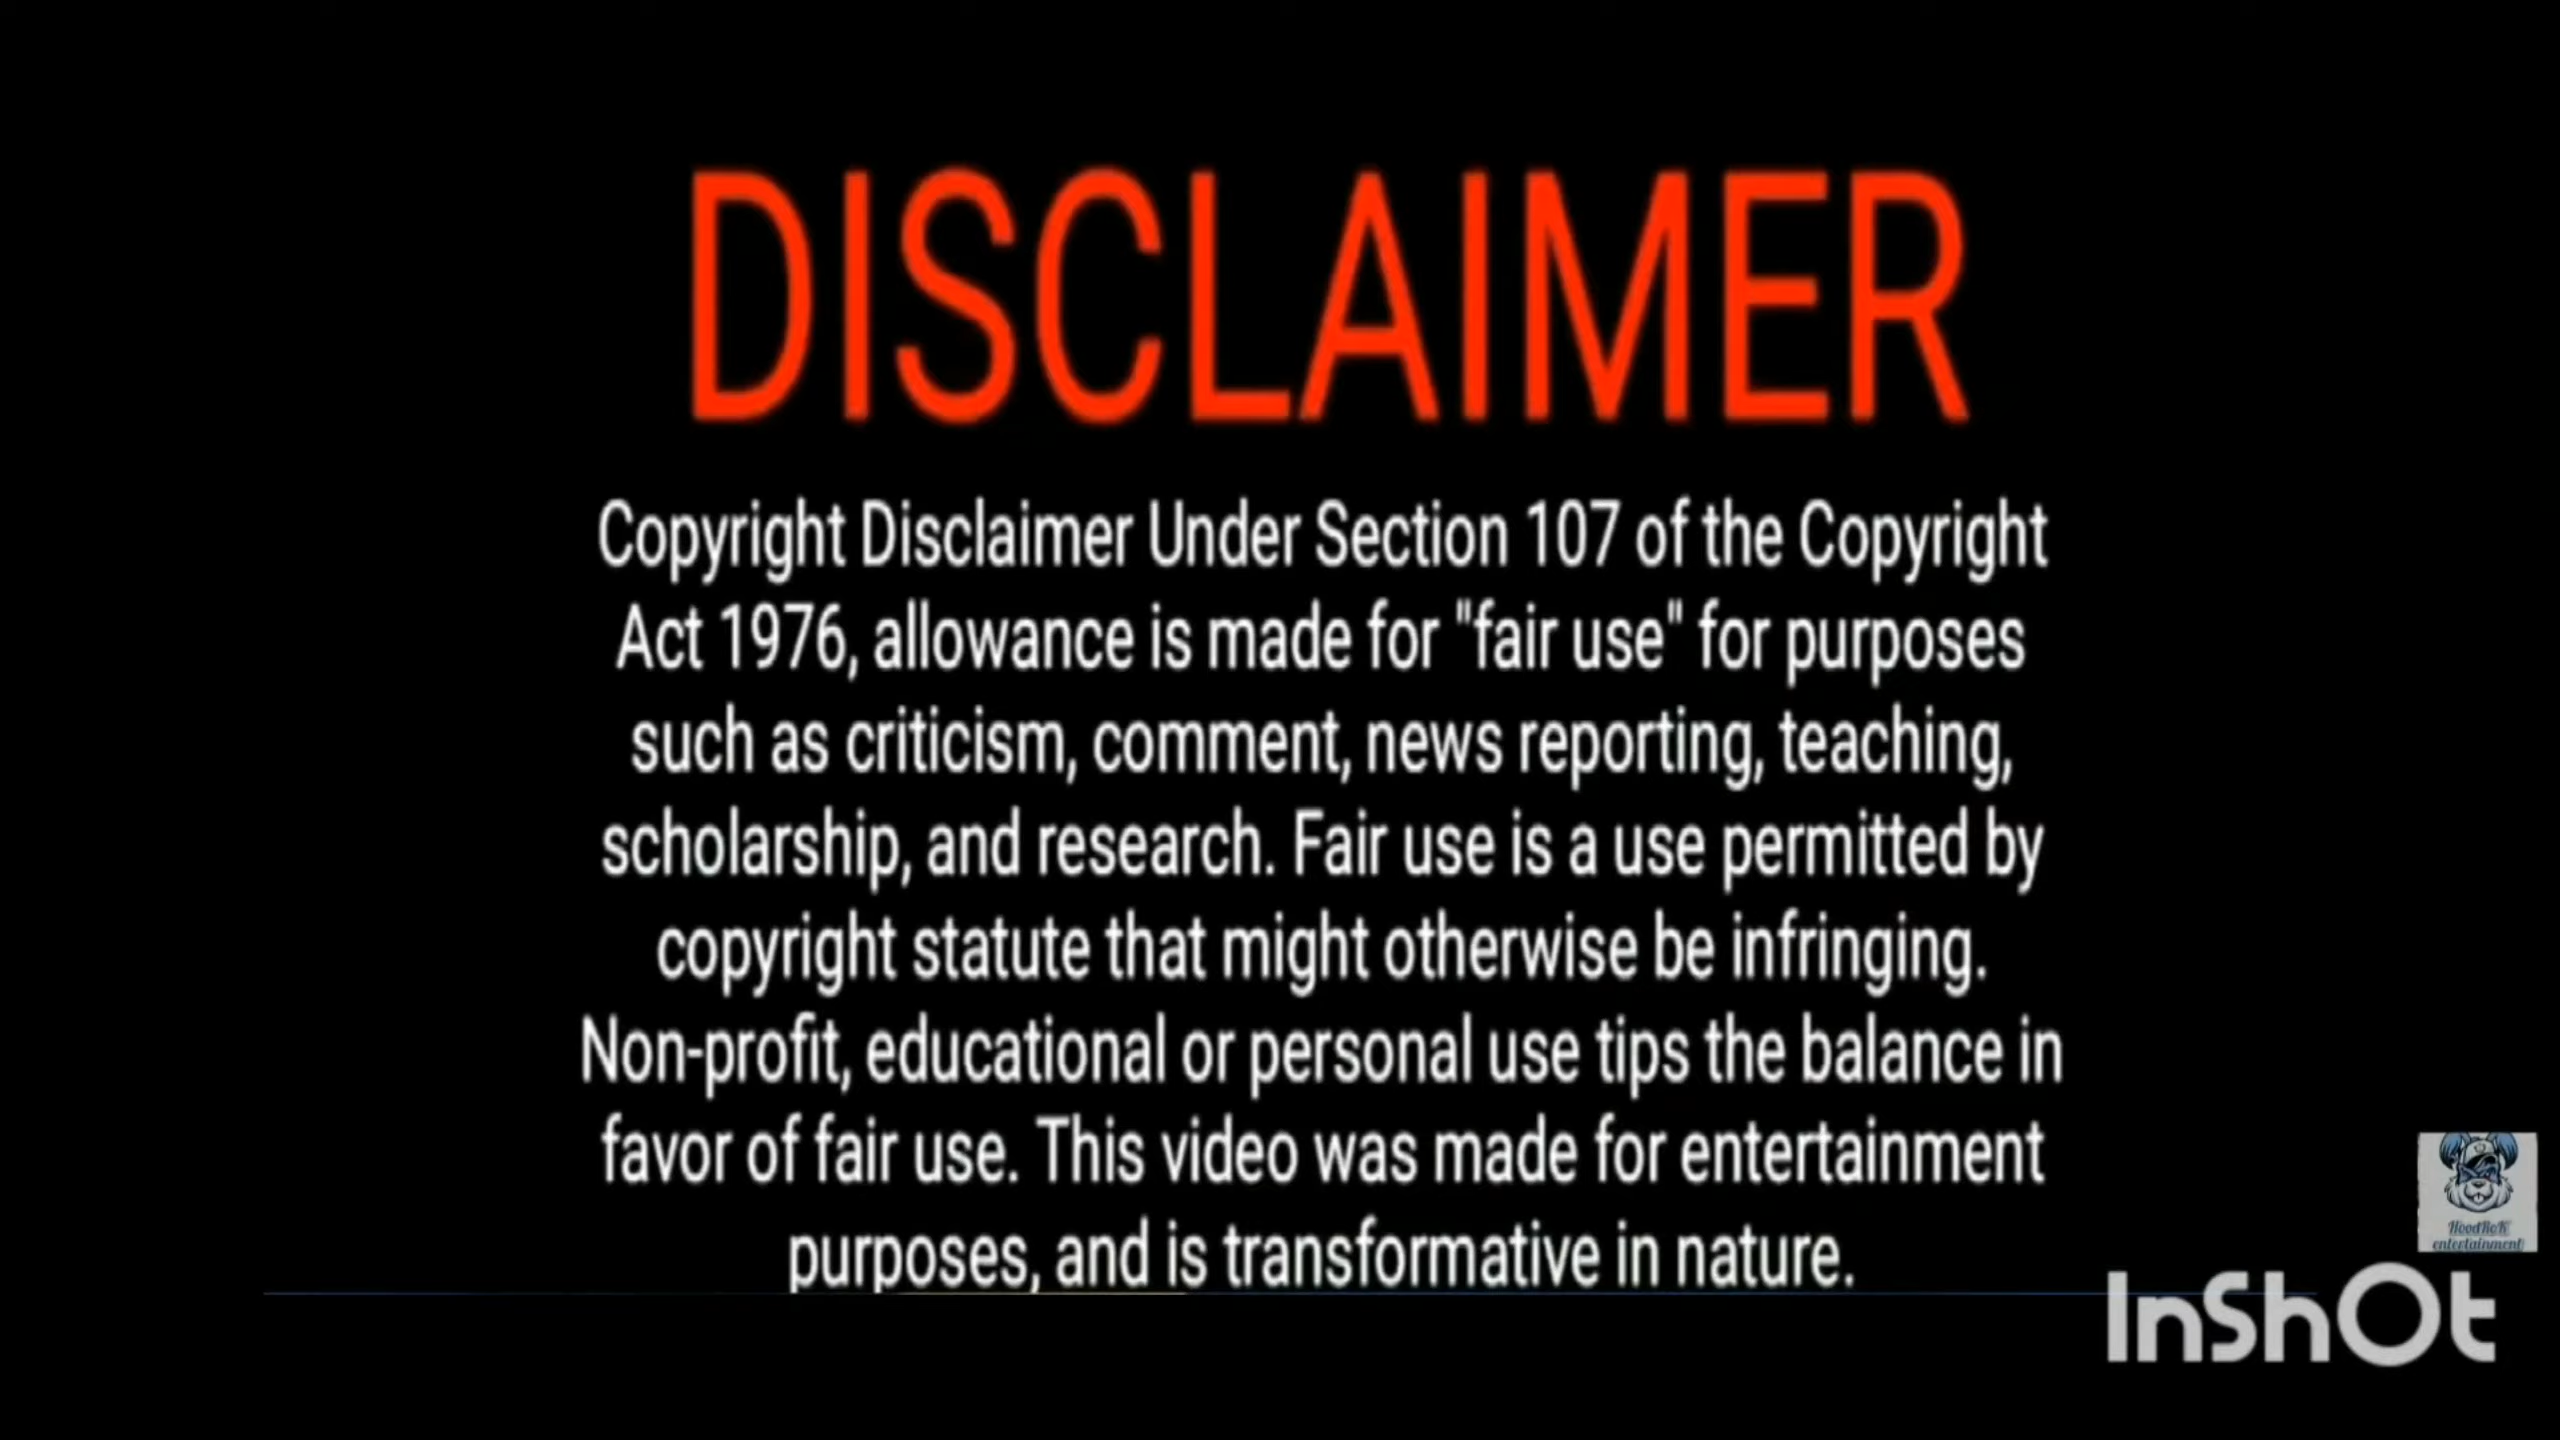 DISCLAIMER
Copyright Disclaimer Under Section 107 of the Copyright
Act 1976, allowance is made for "fair use" for purposes
such as criticism, comment, news reporting, teaching,
scholarship, and research. Fair use is a use permitted by
copyright statute that might otherwise be infringing.
Non-profit, educational or personal use tips the balance in
favor of fair use. This video was made for entertainment
purposes, and is transformative in nature.
HoodRoK
entertainment
InShOt